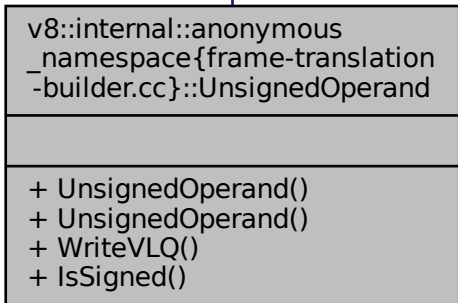 v8::internal::anonymous
_namespace{frame-translation
-builder.cc}::UnsignedOperand
+ UnsignedOperand()
+ UnsignedOperand()
+ WriteVLQ()
+ IsSigned()